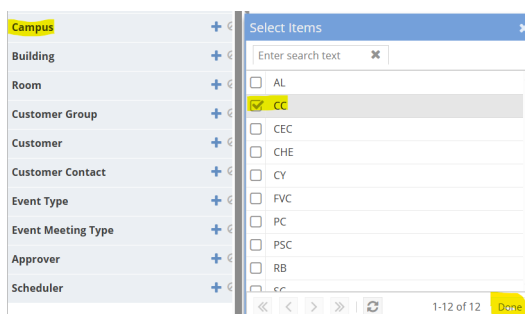 Campus
Building
Room
Customer Group
Customer
Customer Contact
Event Type
Event Meeting Type
Approver
Scheduler
Select Items
Enter search text
AL
CC
CEC
CHE
CY
FVC
PC
PSC
RB
SC
1-12 of 12 Done